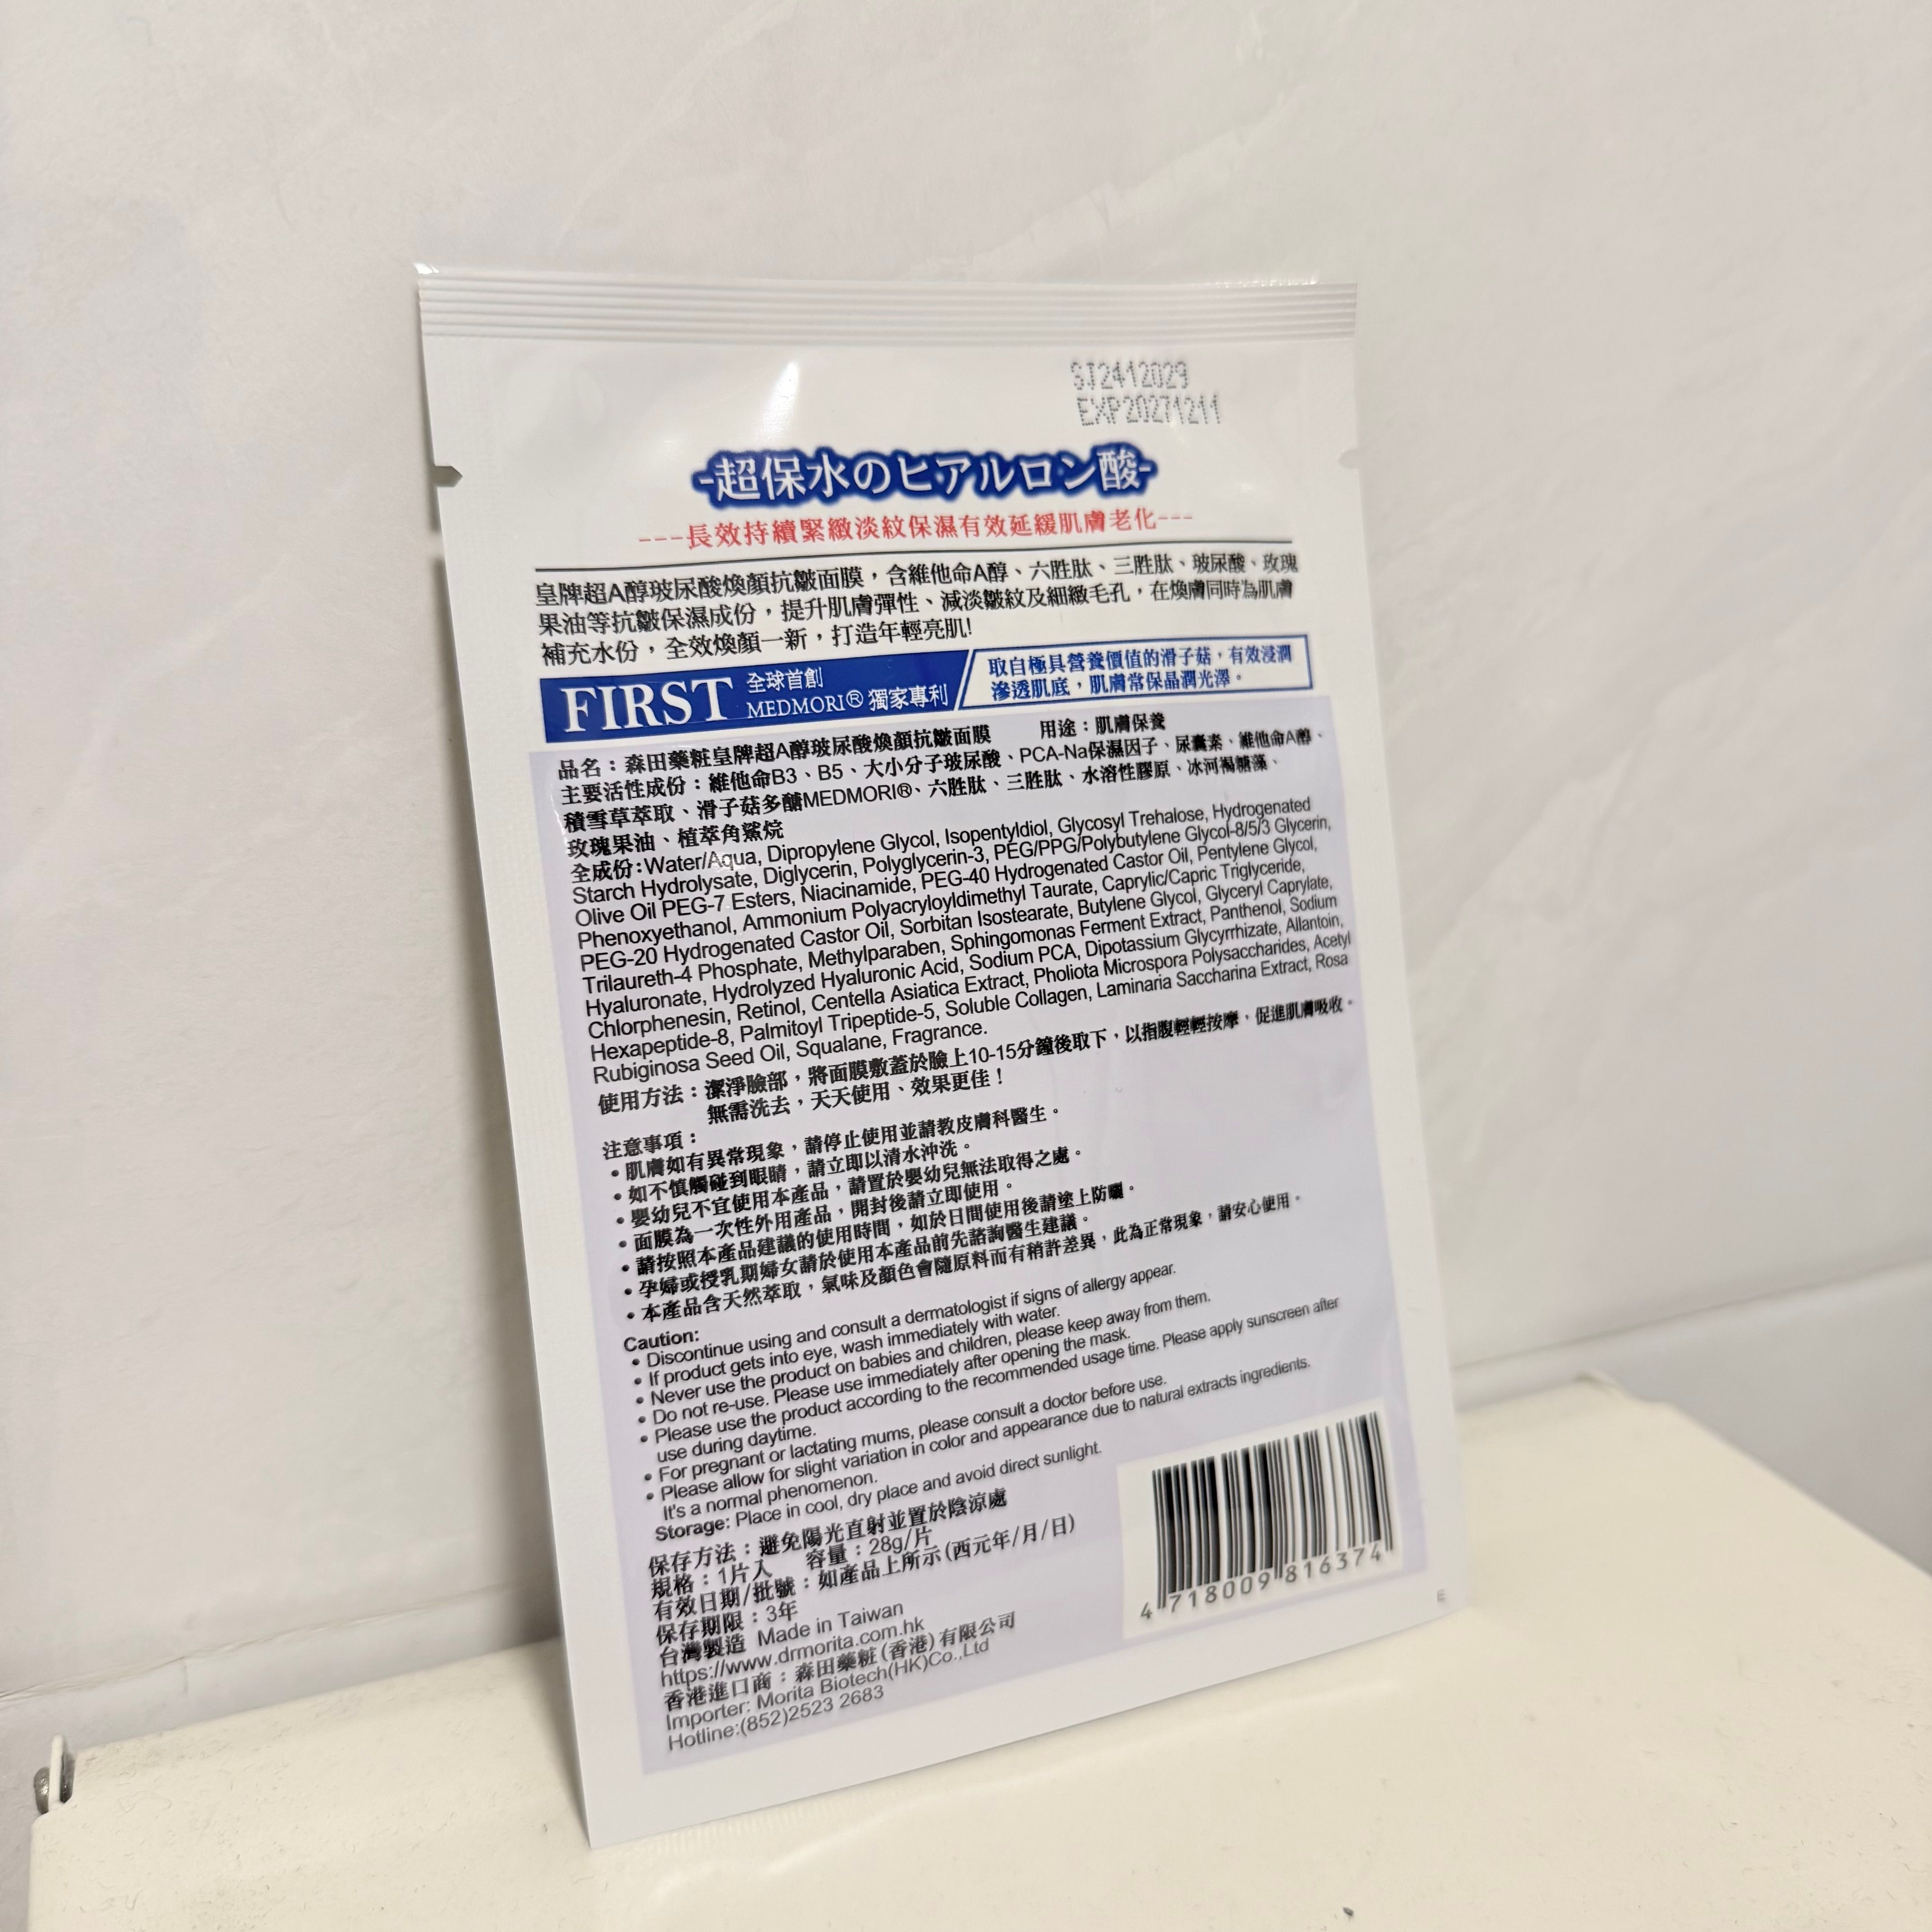 SJ2412029
EXP20271211
-超保水のヒアルロン酸-
---長效持續緊緻淡紋保濕有效延緩肌膚老化---
皇牌超A醇玻尿酸煥顏抗皺面膜，含維他命A醇、六胜肽、三胜肽、玻尿酸、玫瑰
果油等抗皺保濕成份，提升肌膚彈性、減淡皺紋及細緻毛孔，在煥膚同時為肌膚
補充水份，全效煥顏一新，打造年輕亮肌!
FIRST 全球首創
MEDMORI® 獨家專利
取自極具營養價值的滑子菇，有效浸潤
滲透肌底，肌膚常保晶潤光澤。
品名：森田藥粧皇牌超A醇玻尿酸煥顏抗皺面膜 用途：肌膚保養
主要活性成份：維他命B3、B5、大小分子玻尿酸、PCA-Na保濕因子、尿囊素、維他命A醇、
積雪草萃取、滑子菇多醣MEDMORI®、六胜肽、三胜肽、水溶性膠原、冰河褐糖藻、
玫瑰果油、植萃角鯊烷
全成份:Water/Aqua, Dipropylene Glycol, Isopentyldiol, Glycosyl Trehalose, Hydrogenated
Starch Hydrolysate, Diglycerin, Polyglycerin-3, PEG/PPG/Polybutylene Glycol-8/5/3 Glycerin,
Olive Oil PEG-7 Esters, Niacinamide, PEG-40 Hydrogenated Castor Oil, Pentylene Glycol,
Phenoxyethanol, Ammonium Polyacryloyldimethyl Taurate, Caprylic/Capric Triglyceride,
PEG-20 Hydrogenated Castor Oil, Sorbitan Isostearate, Butylene Glycol, Glyceryl Caprylate,
Trilaureth-4 Phosphate, Methylparaben, Sphingomonas Ferment Extract, Panthenol, Sodium
Hyaluronate, Hydrolyzed Hyaluronic Acid, Sodium PCA, Dipotassium Glycyrrhizate, Allantoin,
Chlorphenesin, Retinol, Centella Asiatica Extract, Pholiota Microspora Polysaccharides, Acetyl
Hexapeptide-8, Palmitoyl Tripeptide-5, Soluble Collagen, Laminaria Saccharina Extract, Rosa
Rubiginosa Seed Oil, Squalane, Fragrance.
使用方法：潔淨臉部，將面膜敷蓋於臉上10-15分鐘後取下，以指腹輕輕按摩，促進肌膚吸收。
無需洗去，天天使用、效果更佳！
注意事項：
• 肌膚如有異常現象，請停止使用並請教皮膚科醫生。
• 如不慎觸碰到眼睛，請立即以清水沖洗。
• 嬰幼兒不宜使用本產品，請置於嬰幼兒無法取得之處。
• 面膜為一次性外用產品，開封後請立即使用。
• 請按照本產品建議的使用時間，如於日間使用後請塗上防曬。
• 孕婦或授乳期婦女請於使用本產品前先諮詢醫生建議。
• 本產品含天然萃取，氣味及顏色會隨原料而有稍許差異，此為正常現象，請安心使用。
Caution:
• Discontinue using and consult a dermatologist if signs of allergy appear.
• If product gets into eye, wash immediately with water.
• Never use the product on babies and children, please keep away from them.
• Do not re-use. Please use immediately after opening the mask.
• Please use the product according to the recommended usage time. Please apply sunscreen after
use during daytime.
• For pregnant or lactating mums, please consult a doctor before use.
• Please allow for slight variation in color and appearance due to natural extracts ingredients.
It's a normal phenomenon.
Storage: Place in cool, dry place and avoid direct sunlight.
保存方法：避免陽光直射並置於陰涼處
規格：1片入 容量：28g/片
有效日期/批號：如產品上所示(西元年/月/日)
保存期限：3年
台灣製造 Made in Taiwan
https://www.drmorita.com.hk
香港進口商：森田藥粧(香港)有限公司
Importer: Morita Biotech(HK)Co.,Ltd
Hotline:(852)2523 2683
4 718009 816374